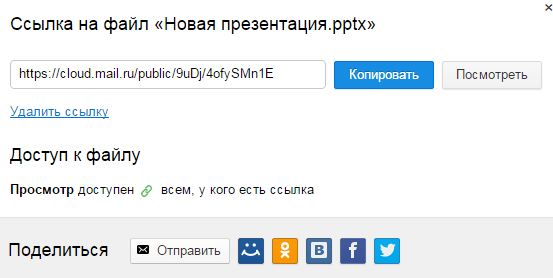 Ссылка на файл «Новая презентация.pptx»
https://cloud.mail.ru/public/9uDj/4ofySMn1E Копировать Посмотреть
Удалить ссылку
Доступ к файлу
Просмотр доступен всем, у кого есть ссылка
Поделиться Отправить